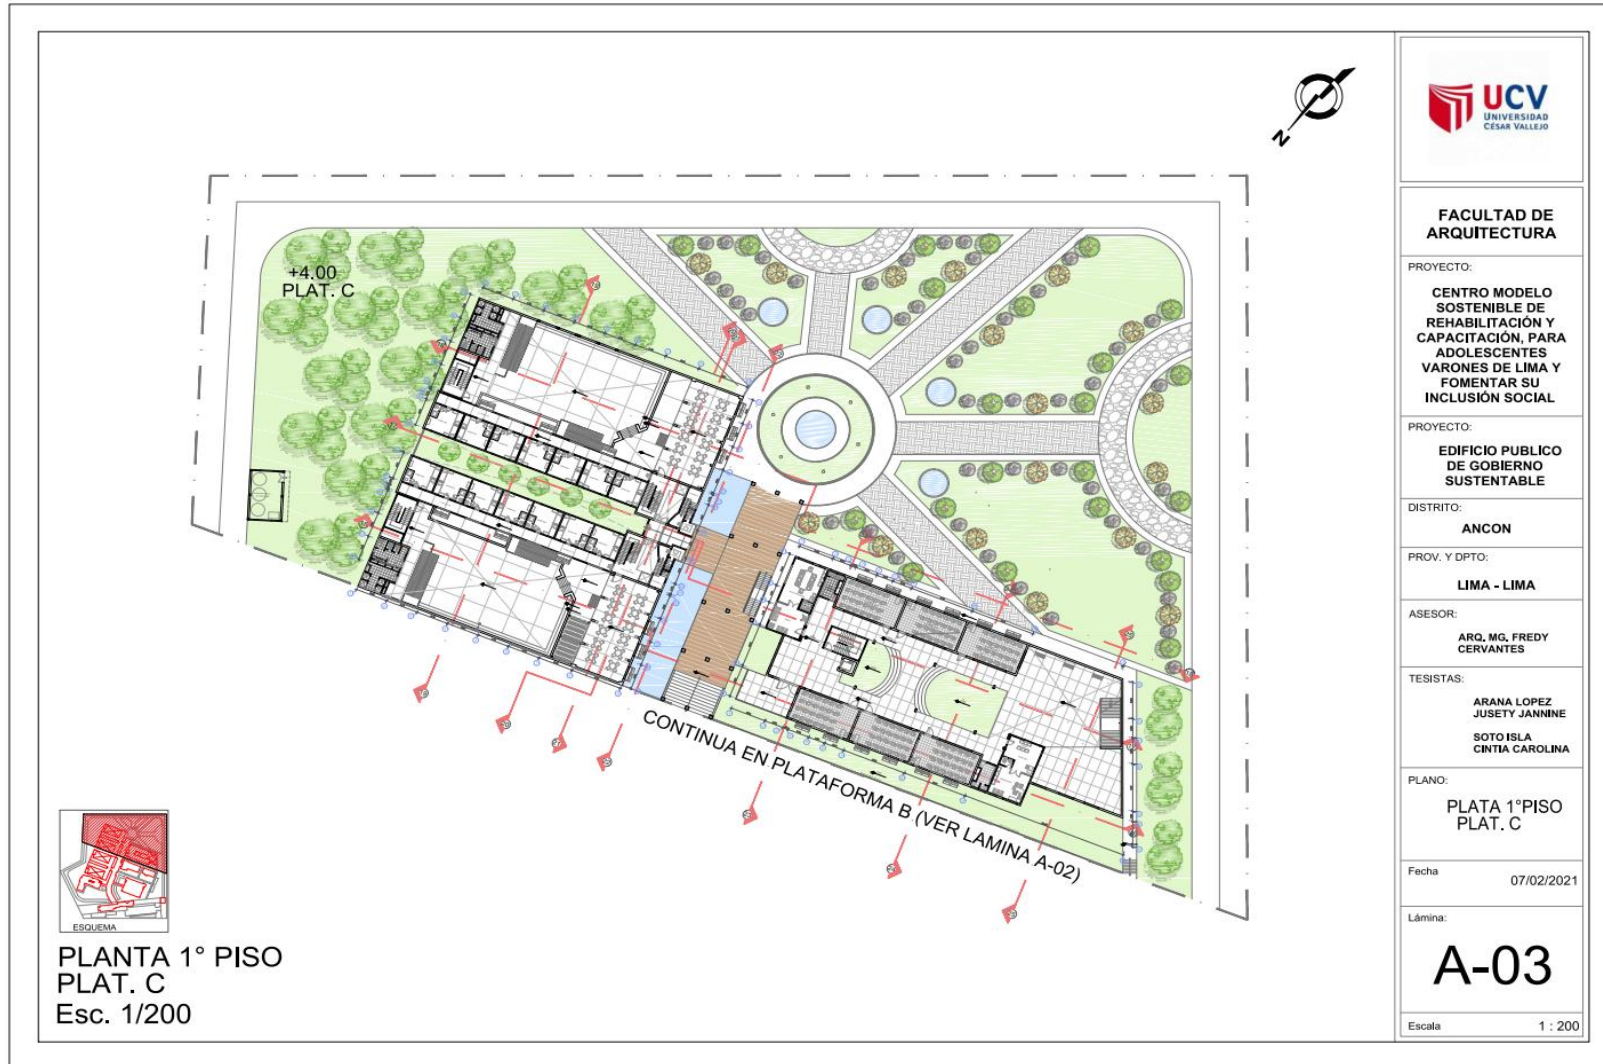 N
+4.00
PLAT. C
CONTINUA EN PLATAFORMA B (VER LAMINA A-02)
ESQUEMA
PLANTA 1° PISO
PLAT. C
Esc. 1/200
UCV
UNIVERSIDAD
CÉSAR VALLEJO
FACULTAD DE
ARQUITECTURA
PROYECTO:
CENTRO MODELO
SOSTENIBLE DE
REHABILITACIÓN Y
CAPACITACIÓN, PARA
ADOLESCENTES
VARONES DE LIMA Y
FOMENTAR SU
INCLUSIÓN SOCIAL
PROYECTO:
EDIFICIO PUBLICO
DE GOBIERNO
SUSTENTABLE
DISTRITO:
ANCON
PROV. Y DPTO:
LIMA - LIMA
ASESOR:
ARQ. MG. FREDY
CERVANTES
TESISTAS:
ARANA LOPEZ
JUSETY JANNINE
SOTO ISLA
CINTIA CAROLINA
PLANO:
PLATA 1°PISO
PLAT. C
Fecha
07/02/2021
Lámina:
A-03
Escala
1 : 200